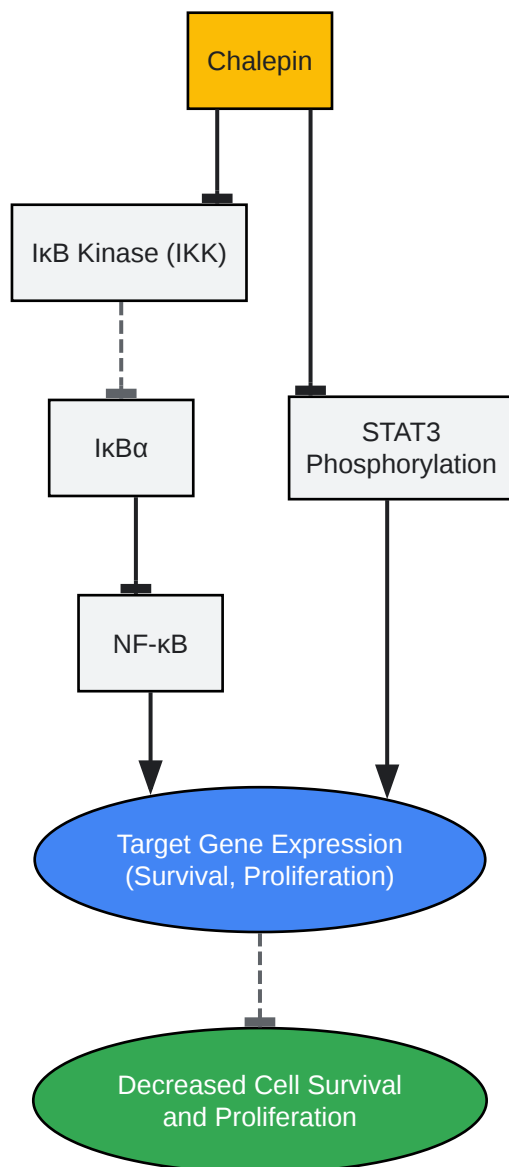 Chalepin
IκB Kinase (IKK)
IκBα
STAT3
Phosphorylation
NF-κB
Target Gene Expression
(Survival, Proliferation)
Decreased Cell Survival
and Proliferation